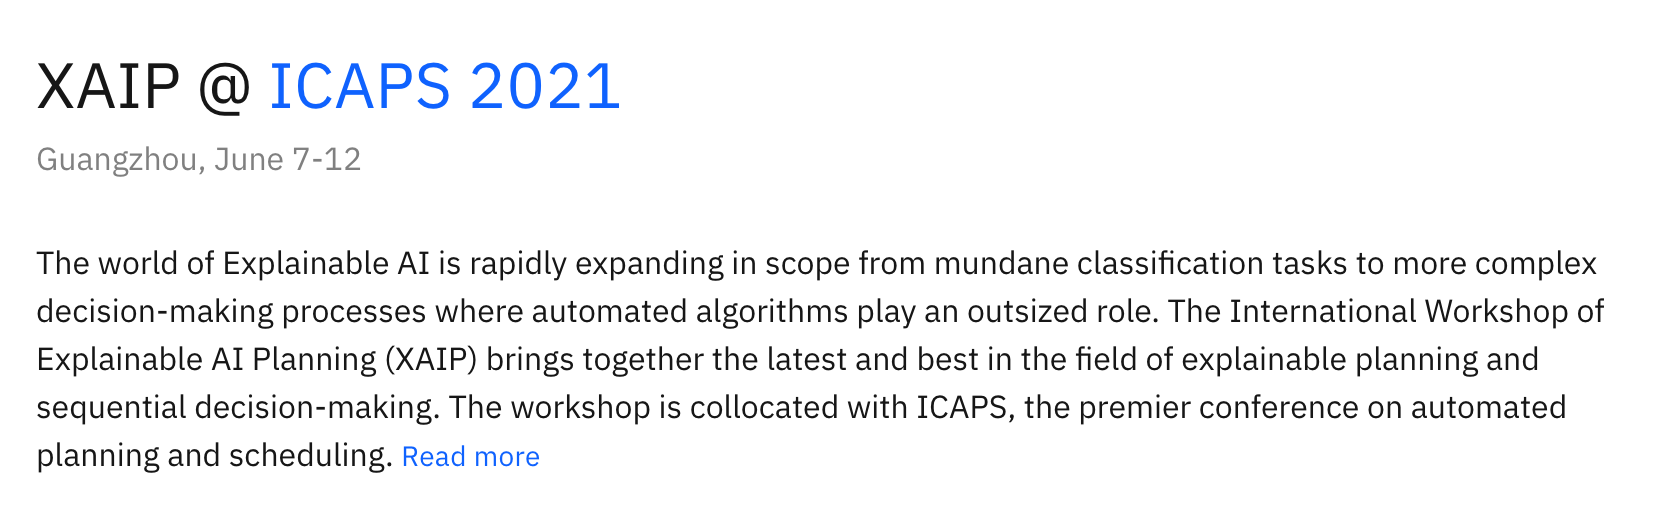 XAIP @ ICAPS 2021
Guangzhou, June 7-12
The world of Explainable AI is rapidly expanding in scope from mundane classification tasks to more complex
decision-making processes where automated algorithms play an outsized role. The International Workshop of
Explainable AI Planning (XAIP) brings together the latest and best in the field of explainable planning and
sequential decision-making. The workshop is collocated with ICAPS, the premier conference on automated
planning and scheduling. Read more